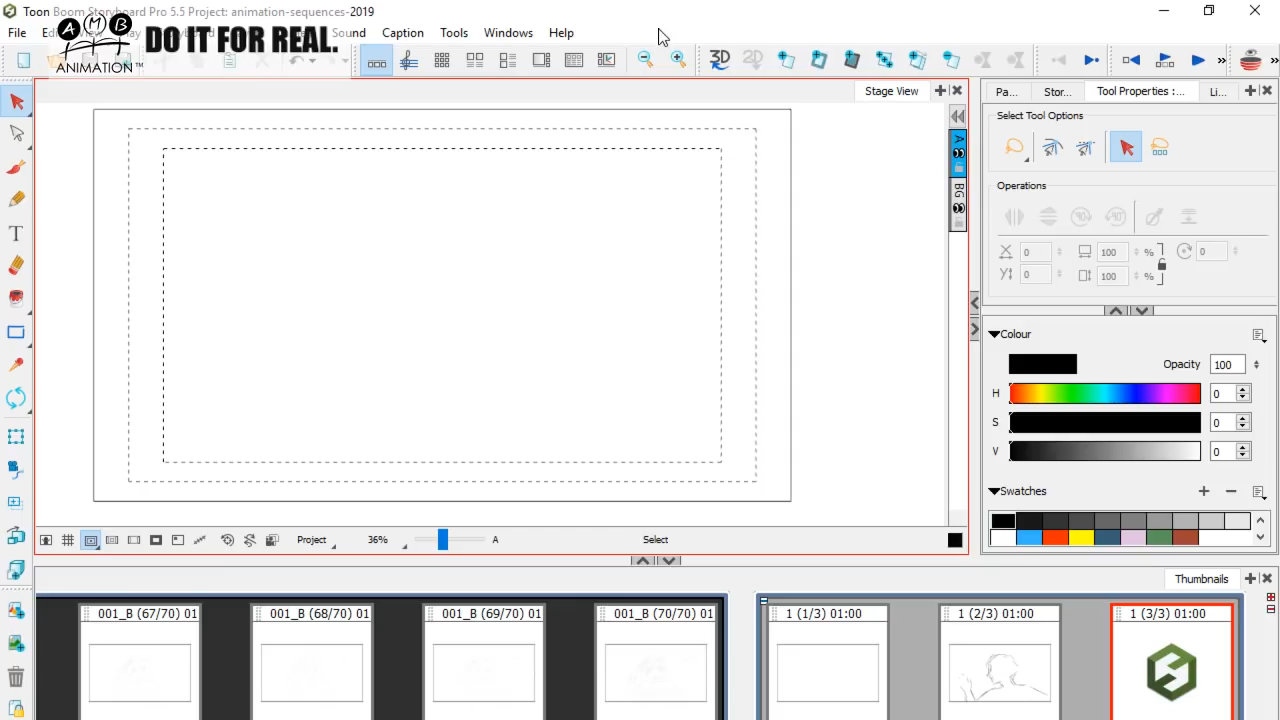 Toon Boom Storyboard Pro 5.5 Project: animation-sequences-2019
File Sound Caption Tools Windows Help
AMB
ANIMATION™
DO IT FOR REAL.
3D 2D
Stage View
Pa... Stor... Tool Properties :... Li...
Select Tool Options
Operations
X 0 100 % 0
Y 0 100 %
A
BG
T
Colour
Opacity 100
H 0
S 0
V 0
Swatches
Project 36% A Select
Thumbnails
001_B (67/70) 01
001_B (68/70) 01
001_B (69/70) 01
001_B (70/70) 01
1 (1/3) 01:00
1 (2/3) 01:00
1 (3/3) 01:00